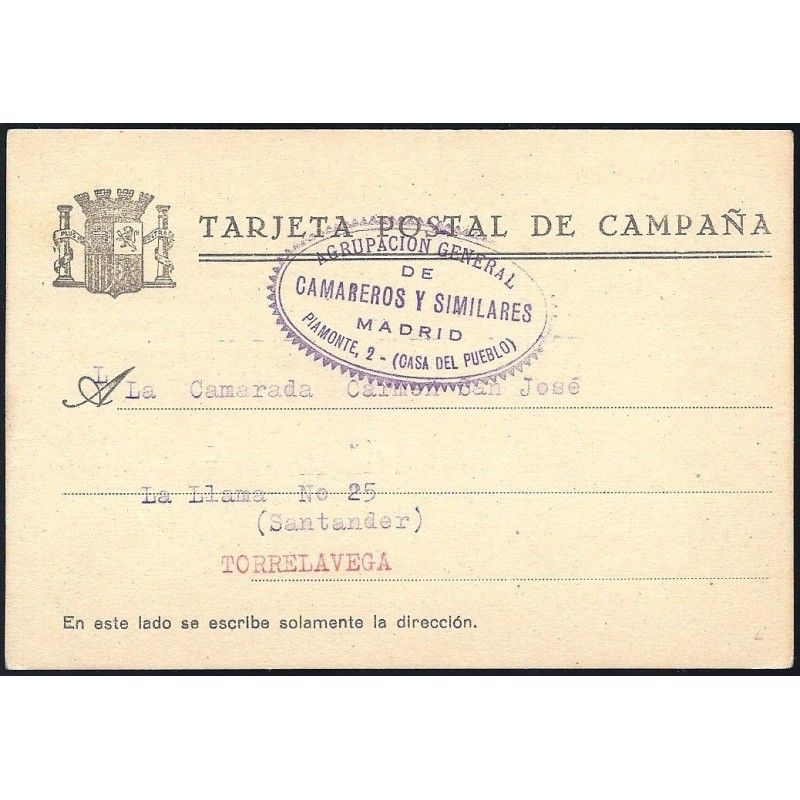 TARJETA POSTAL DE CAMPAÑA
AGRUPACION GENERAL
DE
CAMAREROS Y SIMILARES
MADRID
PIAMONTE, 2 - (CASA DEL PUEBLO)
A La Camarada Carmen San José
La Llama No 25
(Santander)
TORRELAVEGA
En este lado se escribe solamente la dirección.